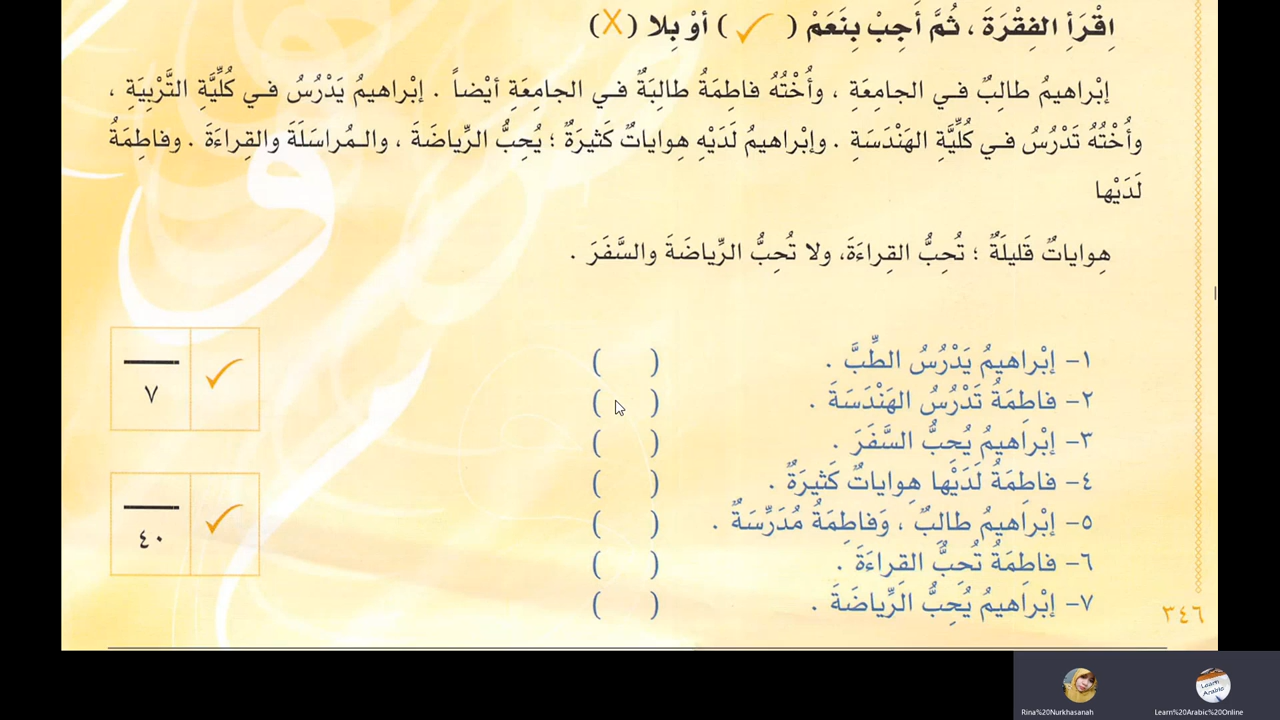 اِقْرَأِ الفِقْرَةَ ، ثُمَّ أَجِبْ بِنَعَمْ ( ✓ ) أوْ بِلا (X)
إبْراهيمُ طالِبٌ في الجامِعَةِ ، وأُخْتُهُ فاطِمَةُ طالِبَةٌ في الجامِعَةِ أيْضاً . إبْراهيمُ يَدْرُسُ في كُلِّيَّةِ التَّرْبِيَةِ ،
وأُخْتُهُ تَدْرُسُ في كُلِّيَّةِ الهَنْدَسَةِ . وإبْراهيمُ لَدَيْهِ هِواياتٌ كَثيرَةٌ ؛ يُحِبُّ الرِّياضَةَ ، والـمُراسَلَةَ والقِراءَةَ . وفاطِمَةُ
لَدَيْها
هِواياتٌ قَليلَةٌ ؛ تُحِبُّ القِراءَةَ، ولا تُحِبُّ الرِّياضَةَ والسَّفَرَ .
١- إبْراهيمُ يَدْرُسُ الطِّبَّ . ( )
٢- فاطِمَةُ تَدْرُسُ الهَنْدَسَةَ . ( )
٣- إبْراهيمُ يُحِبُّ السَّفَرَ . ( )
٤- فاطِمَةُ لَدَيْها هِواياتٌ كَثيرَةٌ . ( )
٥- إبْراهيمُ طالِبٌ ، وَفاطِمَةُ مُدَرِّسَةٌ . ( )
٦- فاطِمَةُ تُحِبُّ القِراءَةَ . ( )
٧- إبْراهيمُ يُحِبُّ الرِّياضَةَ . ( )
✓ ٧
✓ ٤٠
٣٤٦
Learn Arabic
Rina%20Nurkhasanah
Learn%20Arabic%20Online